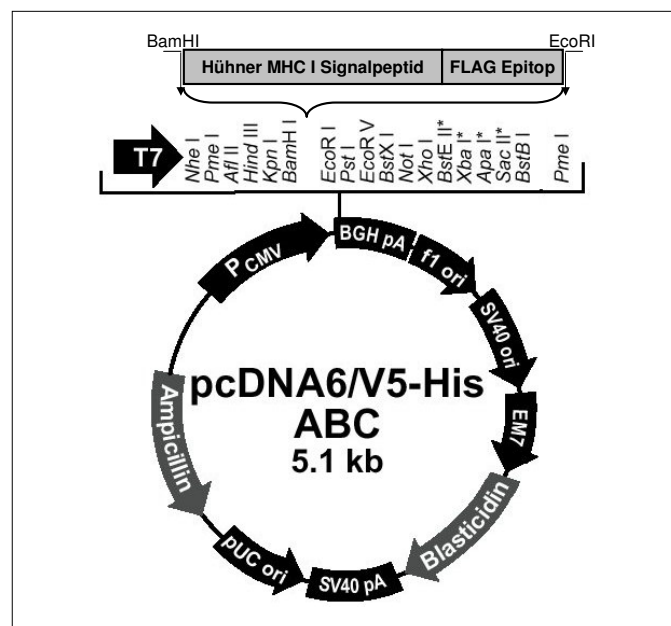 BamHI EcoRI
Hühner MHC I Signalpeptid FLAG Epitop
T7 Nhe I Pme I Afl II Hind III Kpn I BamH I EcoR I Pst I EcoR V BstX I Not I Xho I BstE II* Xba I* Apa I* Sac II* BstB I Pme I
PCMV BGH pA f1 ori
SV40 ori
EM7
Blasticidin
SV40 pA
pUC ori
Ampicillin
pcDNA6/V5-His
ABC
5.1 kb